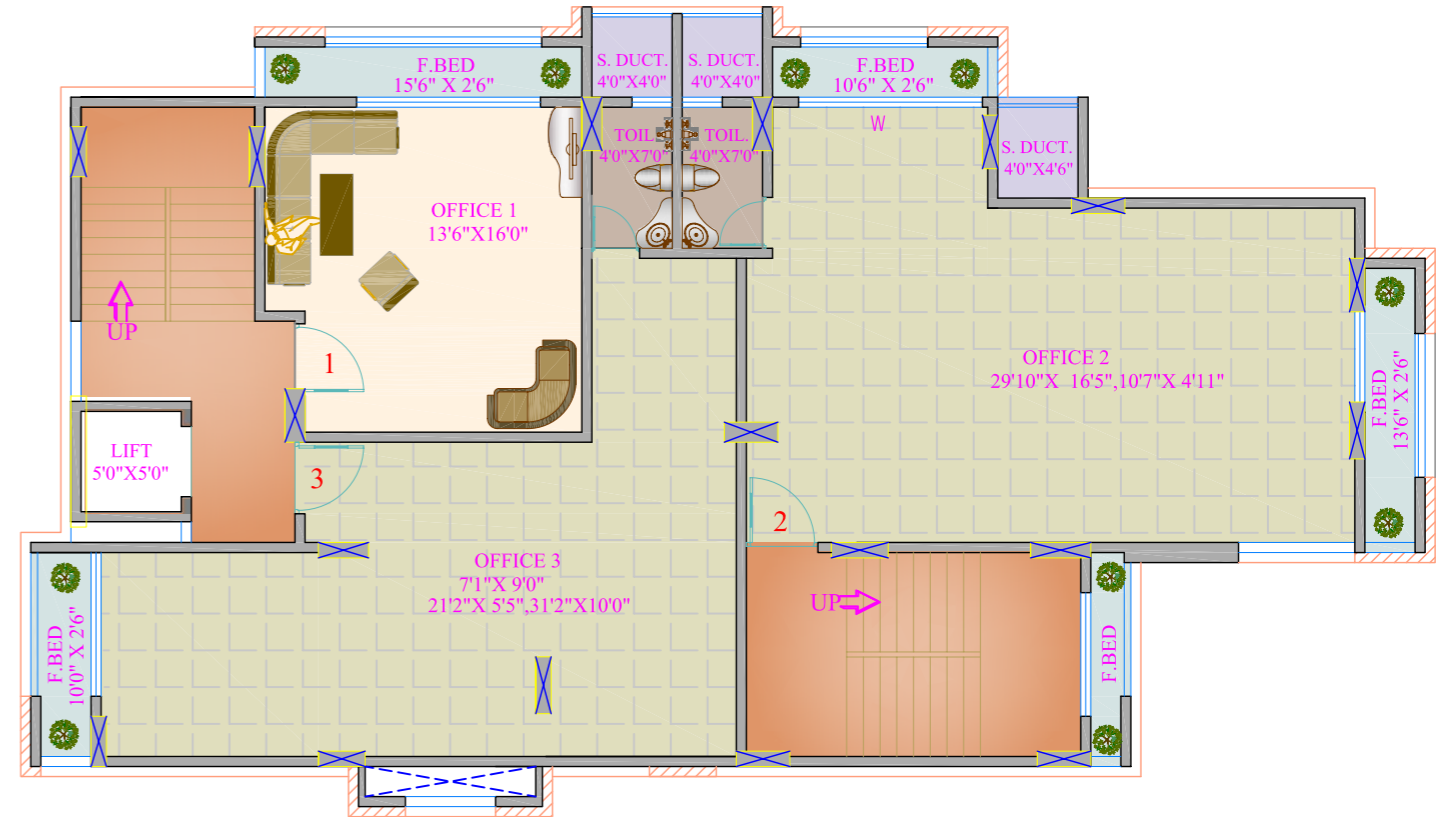 F.BED
15'6" X 2'6"
S. DUCT.
4'0"X4'0"
S. DUCT.
4'0"X4'0"
F.BED
10'6" X 2'6"
W
TOIL.
4'0"X7'0"
TOIL.
4'0"X7'0"
S. DUCT.
4'0"X4'6"
OFFICE 1
13'6"X16'0"
UP
1
OFFICE 2
29'10"X 16'5",10'7"X 4'11"
F.BED
13'6" X 2'6"
LIFT
5'0"X5'0"
3
2
OFFICE 3
7'1"X 9'0"
21'2"X 5'5",31'2"X10'0"
UP
F.BED
10'0" X 2'6"
F.BED